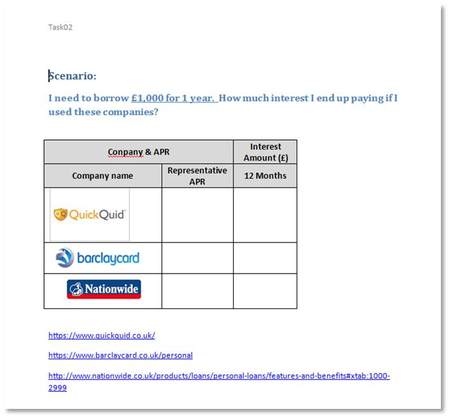 Task02
Scenario:
I need to borrow £1,000 for 1 year.  How much interest I end up paying if I
used these companies?
Conpany & APR
Interest
Amount (£)
Company name
Representative
APR
12 Months
QuickQuid
barclaycard
Nationwide
https://www.quickquid.co.uk/
https://www.barclaycard.co.uk/personal
http://www.nationwide.co.uk/products/loans/personal-loans/features-and-benefits#xtab:1000-
2999